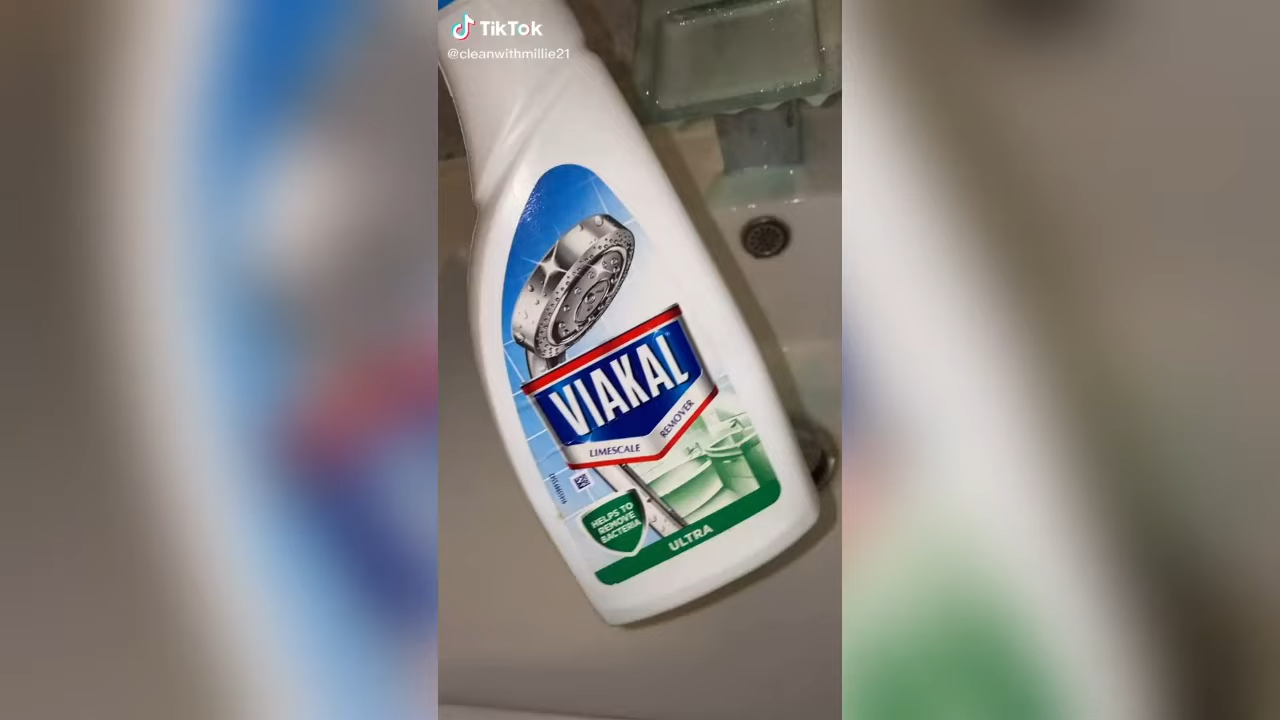 TikTok
@cleanwithmillie21
VIAKAL
LIMESCALE REMOVER
HELPS TO
REMOVE
BACTERIA
ULTRA